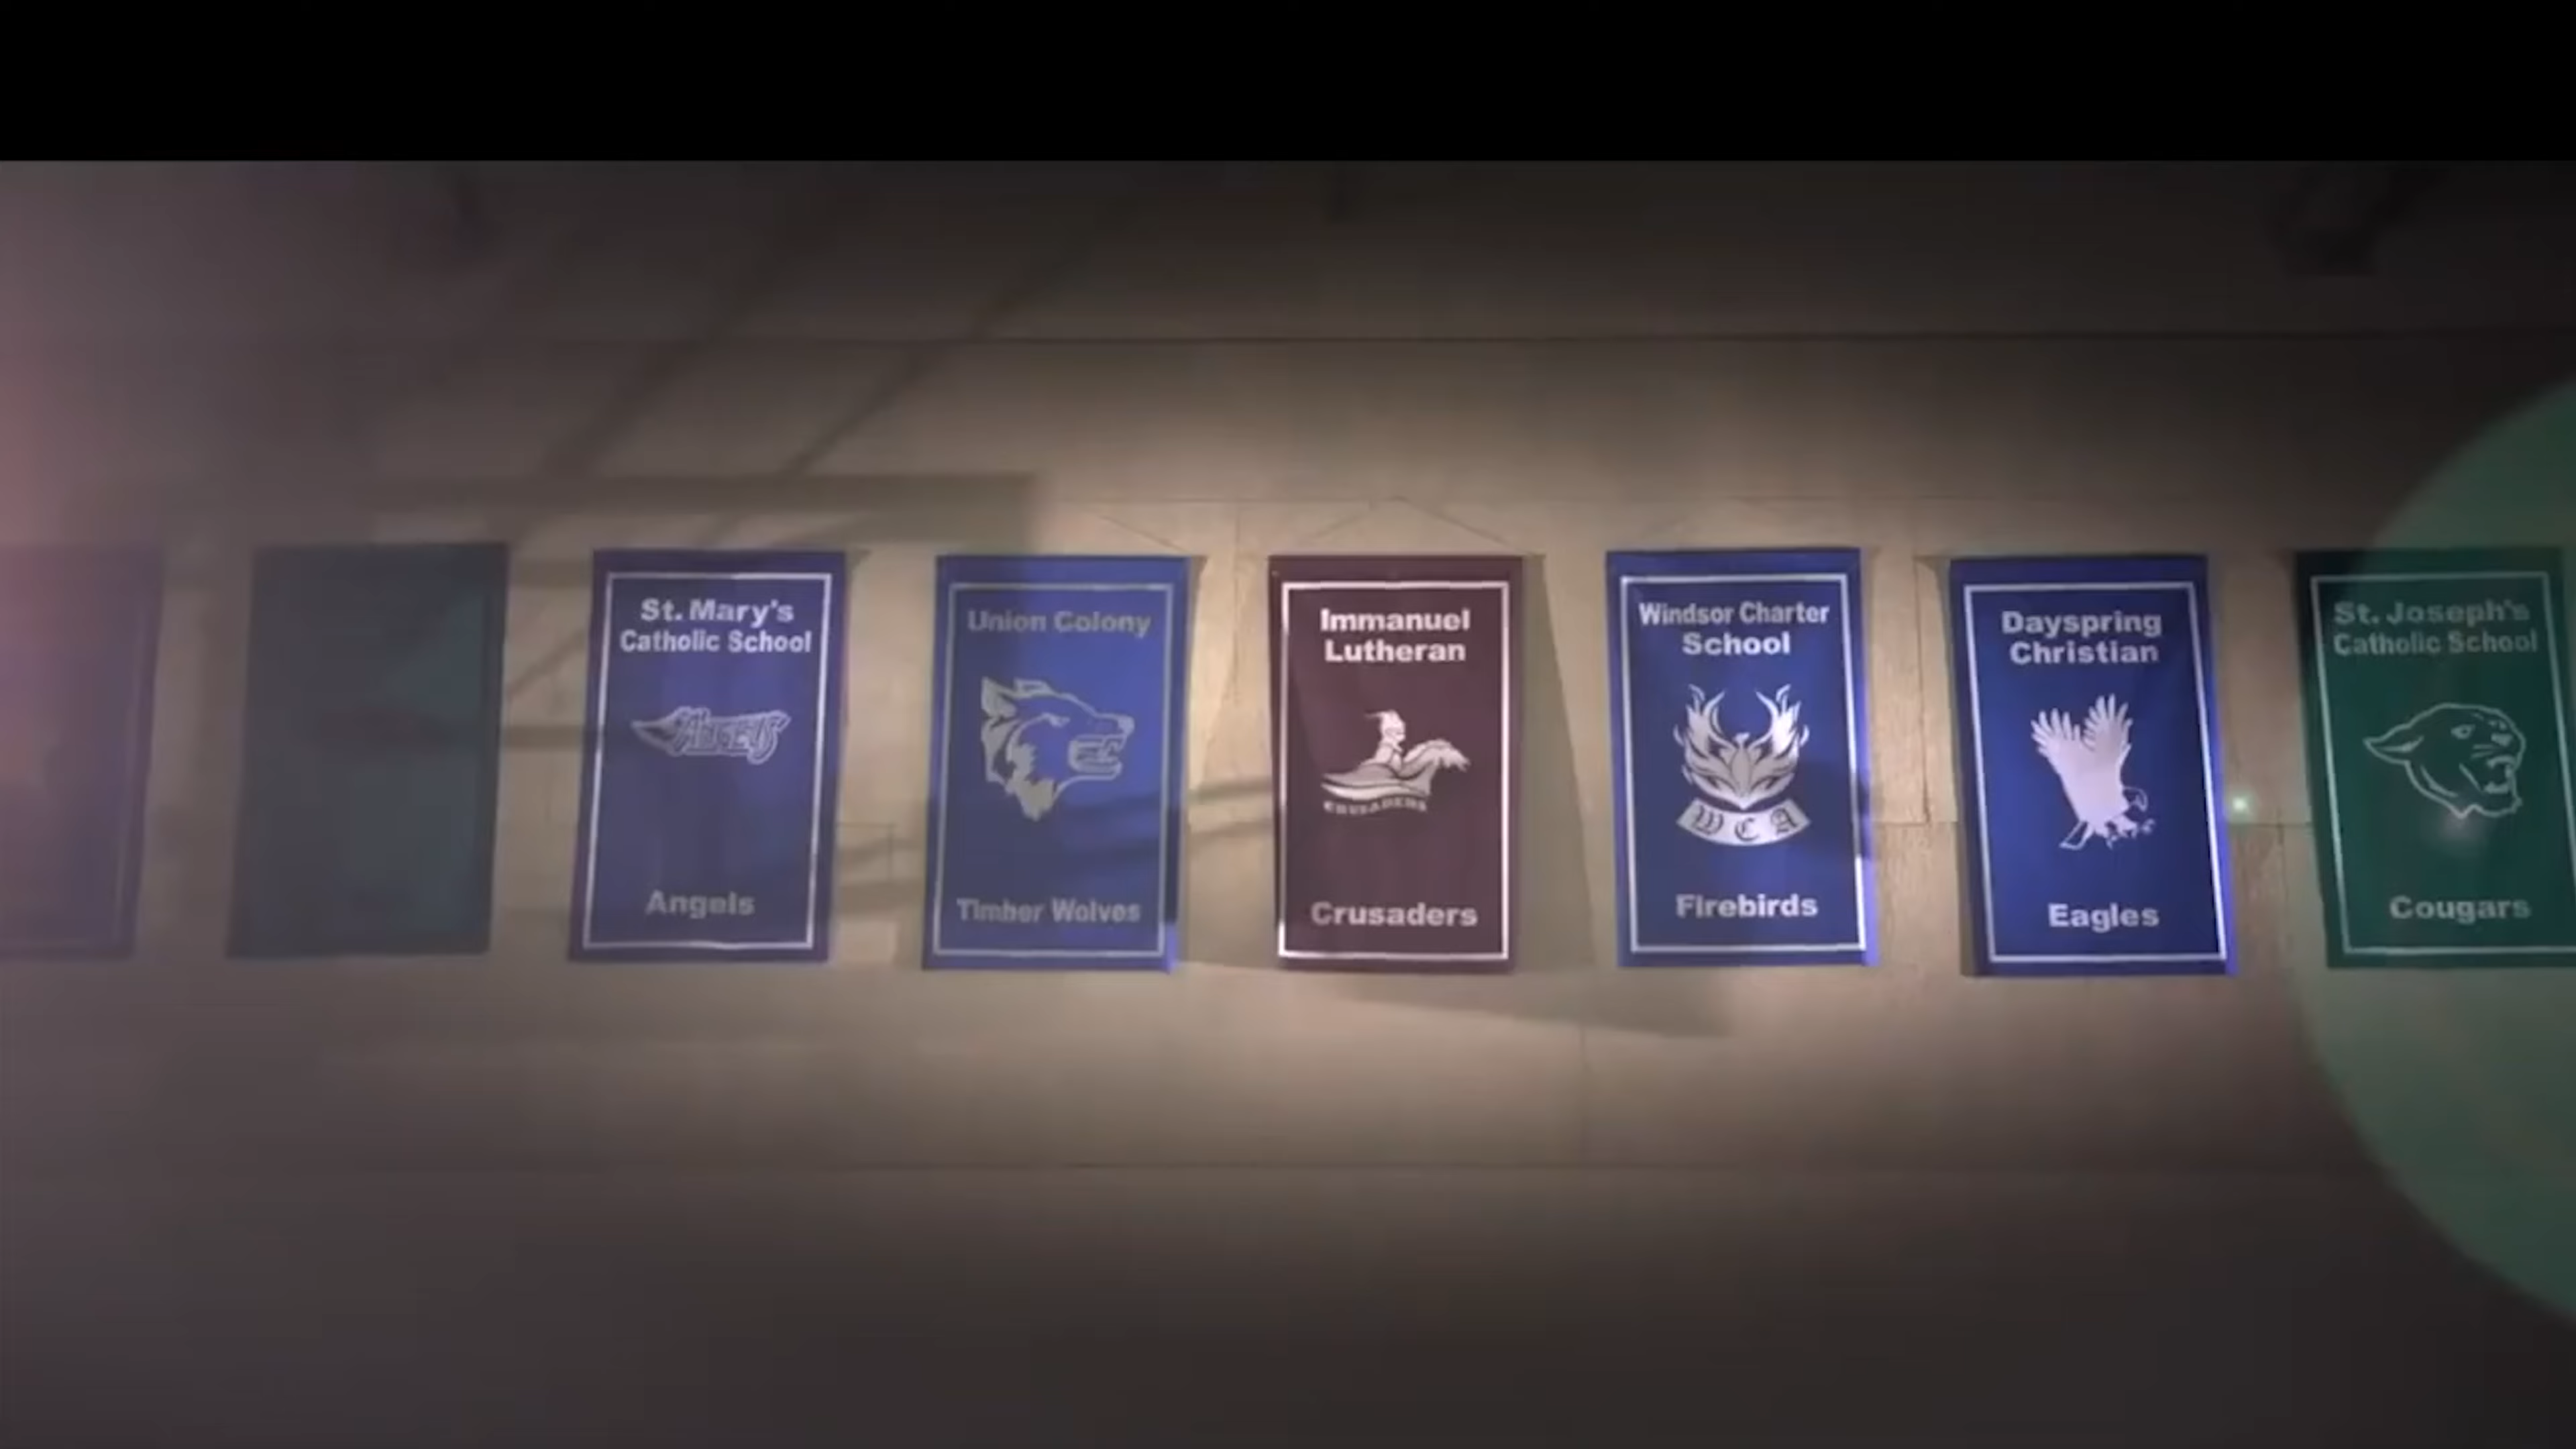 St. Mary's
Catholic School
Angels
Angels
Union Colony
Timber Wolves
Immanuel
Lutheran
CRUSADERS
Crusaders
Windsor Charter
School
WCA
Firebirds
Dayspring
Christian
Eagles
St. Joseph's
Catholic School
Cougars